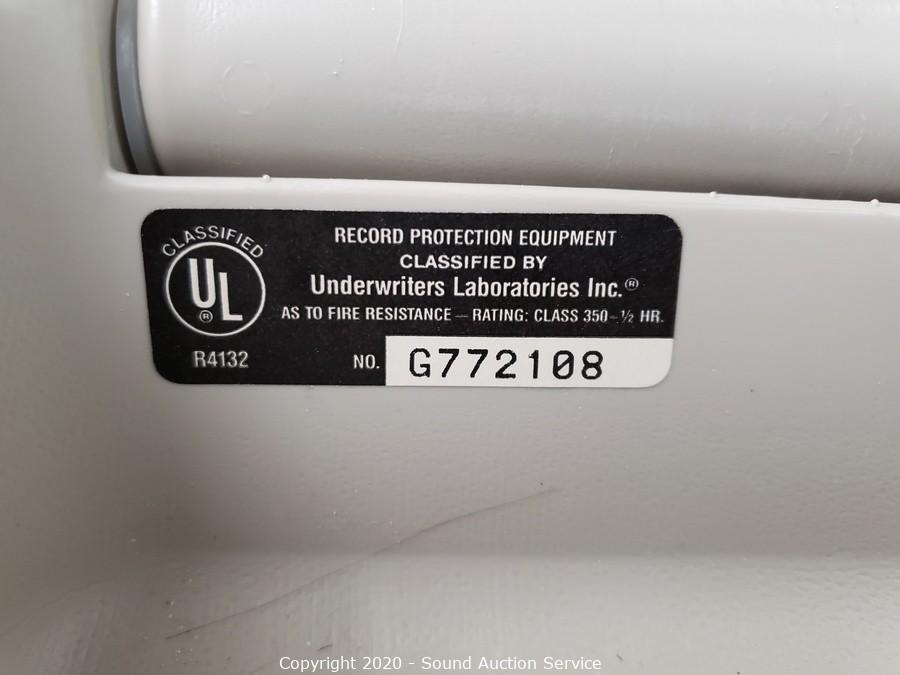 CLASSIFIED
UL®
R4132
RECORD PROTECTION EQUIPMENT
CLASSIFIED BY
Underwriters Laboratories Inc.®
AS TO FIRE RESISTANCE – RATING: CLASS 350-½ HR.
NO. G772108
Copyright 2020 - Sound Auction Service